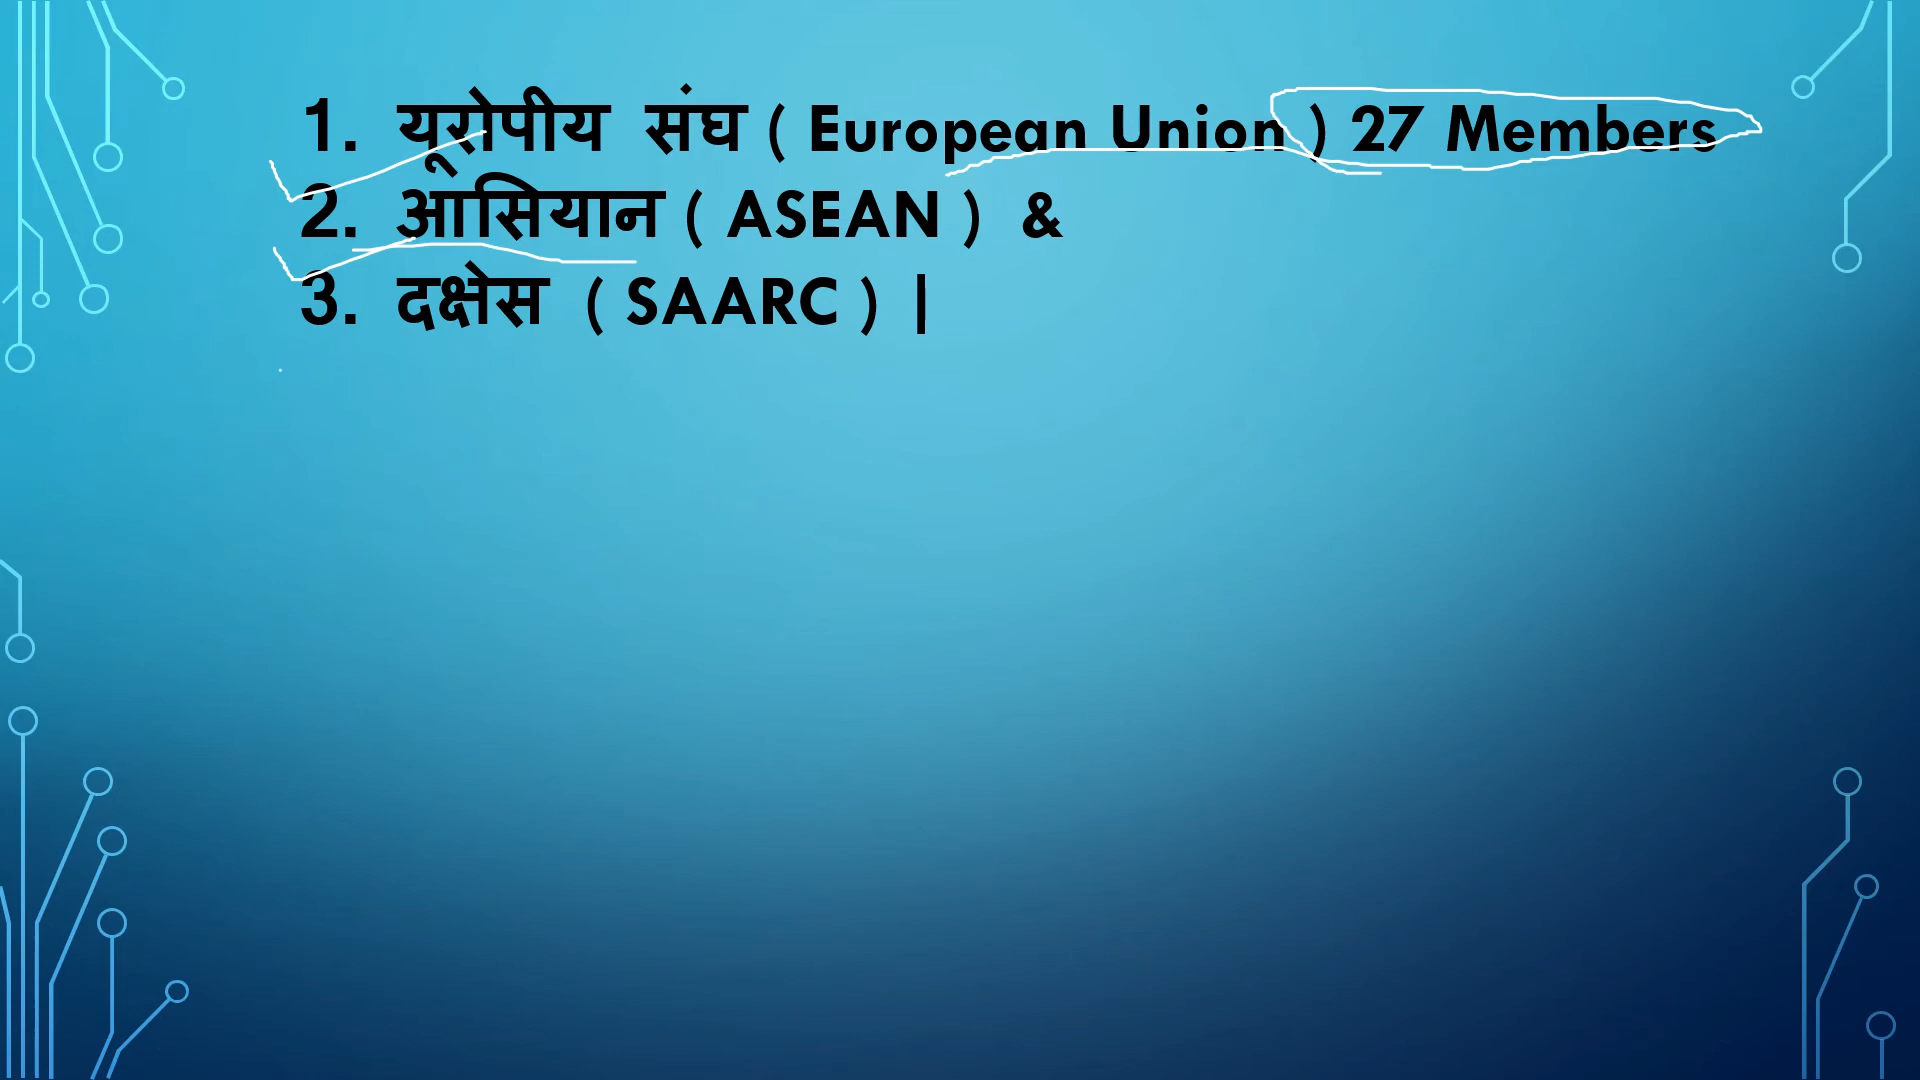 1. यूरोपीय संघ ( European Union ) 27 Members
2. आसियान ( ASEAN ) &
3. दक्षेस ( SAARC ) |